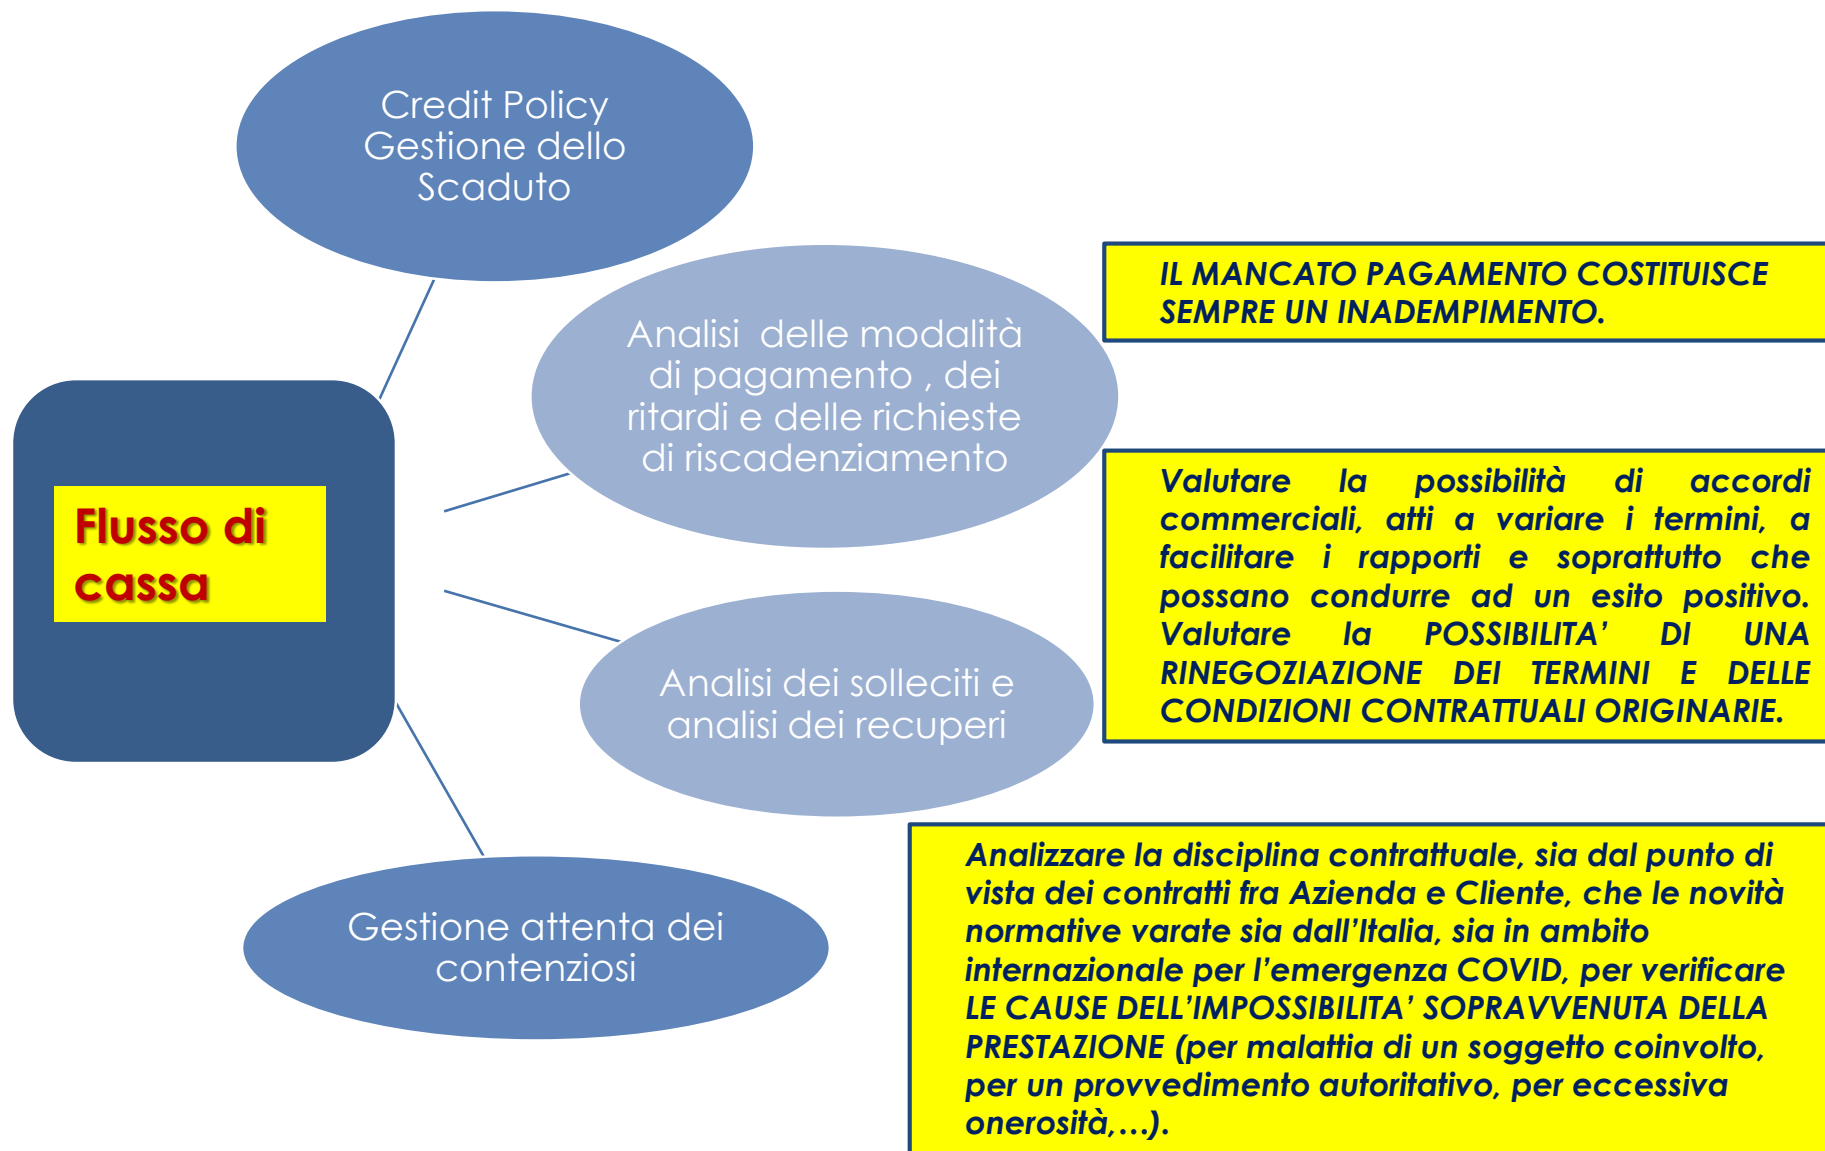 Credit Policy
Gestione dello
Scaduto
Analisi delle modalità
di pagamento , dei
ritardi e delle richieste
di riscadenziamento
IL MANCATO PAGAMENTO COSTITUISCE
SEMPRE UN INADEMPIMENTO.
Flusso di
cassa
Valutare la possibilità di accordi
commerciali, atti a variare i termini, a
facilitare i rapporti e soprattutto che
possano condurre ad un esito positivo.
Valutare la POSSIBILITA’ DI UNA
RINEGOZIAZIONE DEI TERMINI E DELLE
CONDIZIONI CONTRATTUALI ORIGINARIE.
Analisi dei solleciti e
analisi dei recuperi
Gestione attenta dei
contenziosi
Analizzare la disciplina contrattuale, sia dal punto di
vista dei contratti fra Azienda e Cliente, che le novità
normative varate sia dall’Italia, sia in ambito
internazionale per l’emergenza COVID, per verificare
LE CAUSE DELL’IMPOSSIBILITA’ SOPRAVVENUTA DELLA
PRESTAZIONE (per malattia di un soggetto coinvolto,
per un provvedimento autoritativo, per eccessiva
onerosità,…).